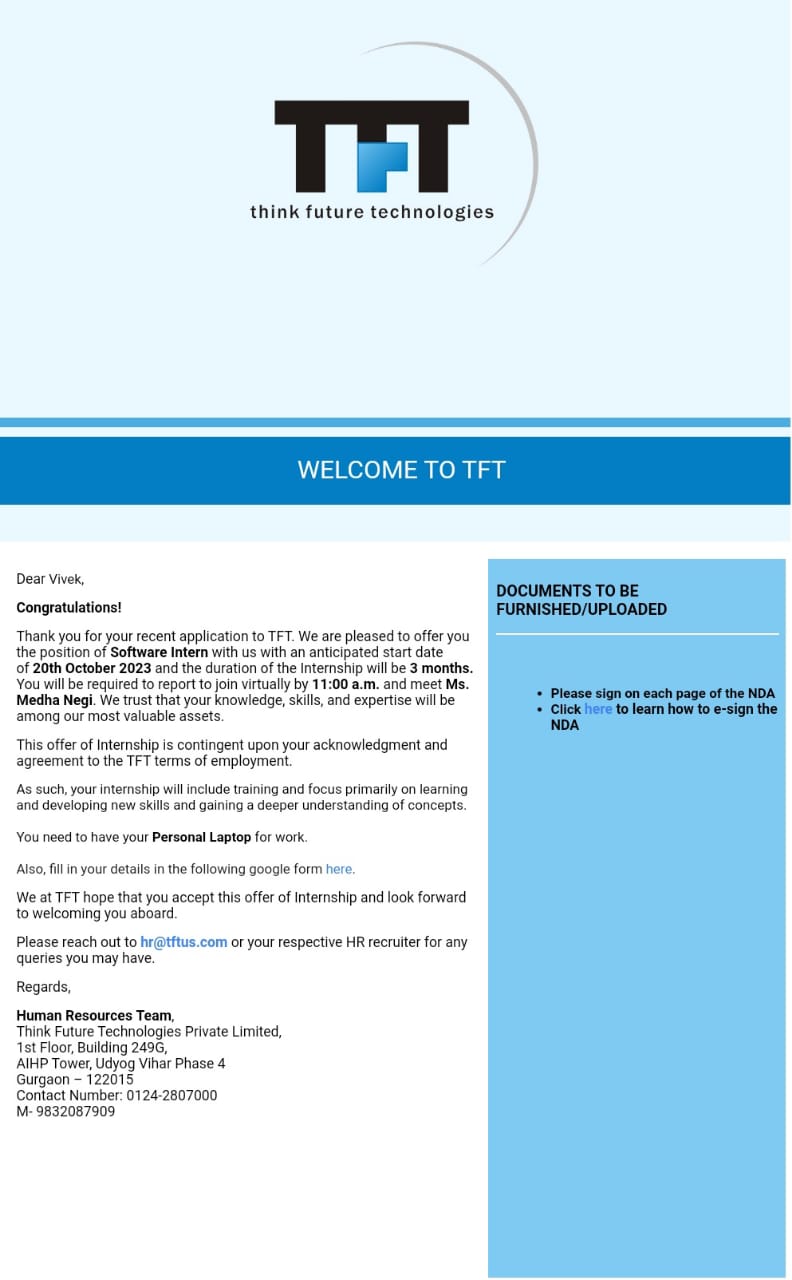 TFT
think future technologies
WELCOME TO TFT
Dear Vivek,
Congratulations!
Thank you for your recent application to TFT. We are pleased to offer you
the position of Software Intern with us with an anticipated start date
of 20th October 2023 and the duration of the Internship will be 3 months.
You will be required to report to join virtually by 11:00 a.m. and meet Ms.
Medha Negi. We trust that your knowledge, skills, and expertise will be
among our most valuable assets.
This offer of Internship is contingent upon your acknowledgment and
agreement to the TFT terms of employment.
As such, your internship will include training and focus primarily on learning
and developing new skills and gaining a deeper understanding of concepts.
You need to have your Personal Laptop for work.
Also, fill in your details in the following google form here.
We at TFT hope that you accept this offer of Internship and look forward
to welcoming you aboard.
Please reach out to hr@tftus.com or your respective HR recruiter for any
queries you may have.
Regards,
Human Resources Team,
Think Future Technologies Private Limited,
1st Floor, Building 249G,
AIHP Tower, Udyog Vihar Phase 4
Gurgaon – 122015
Contact Number: 0124-2807000
M- 9832087909
DOCUMENTS TO BE
FURNISHED/UPLOADED
• Please sign on each page of the NDA
• Click here to learn how to e-sign the
NDA